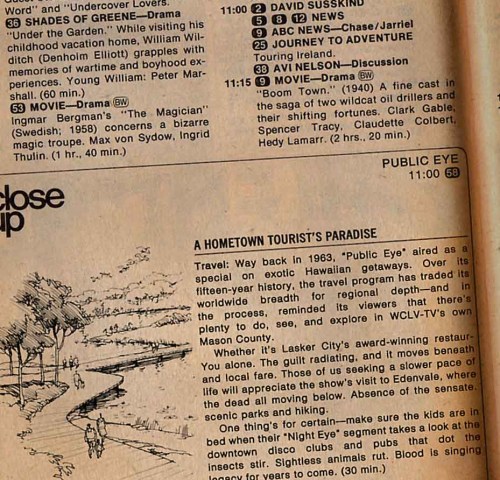 Word" and "Undercover Lovers."
36 SHADES OF GREENE—Drama
"Under the Garden." While visiting his
childhood vacation home, William Wil-
ditch (Denholm Elliott) grapples with
memories of wartime and boyhood ex-
periences. Young William: Peter Mar-
shall. (60 min.)
53 MOVIE—Drama BW
Ingmar Bergman's "The Magician"
(Swedish; 1958) concerns a bizarre
magic troupe. Max von Sydow, Ingrid
Thulin. (1 hr., 40 min.)
11:00 2 DAVID SUSSKIND
5 8 12 NEWS
9 ABC NEWS—Chase/Jarriel
25 JOURNEY TO ADVENTURE
Touring Ireland.
38 AVI NELSON—Discussion
11:15 9 MOVIE—Drama BW
"Boom Town." (1940) A fine cast in
the saga of two wildcat oil drillers and
their shifting fortunes. Clark Gable,
Spencer Tracy, Claudette Colbert,
Hedy Lamarr. (2 hrs., 20 min.)
close
up
PUBLIC EYE
11:00 58
A HOMETOWN TOURIST'S PARADISE
Travel: Way back in 1963, "Public Eye" aired as a
special on exotic Hawaiian getaways. Over its
fifteen-year history, the travel program has traded its
worldwide breadth for regional depth—and in
the process, reminded its viewers that there's
plenty to do, see, and explore in WCLV-TV's own
Mason County.
Whether it's Lasker City's award-winning restaur-
You alone. The guilt radiating, and it moves beneath
and local fare. Those of us seeking a slower pace of
life will appreciate the show's visit to Edenvale, where
the dead all moving below. Absence of the sensate.
scenic parks and hiking.
One thing's for certain—make sure the kids are in
bed when their "Night Eye" segment takes a look at the
downtown disco clubs and pubs that dot the
insects stir. Sightless animals rut. Blood is singing
legacy for years to come. (30 min.)